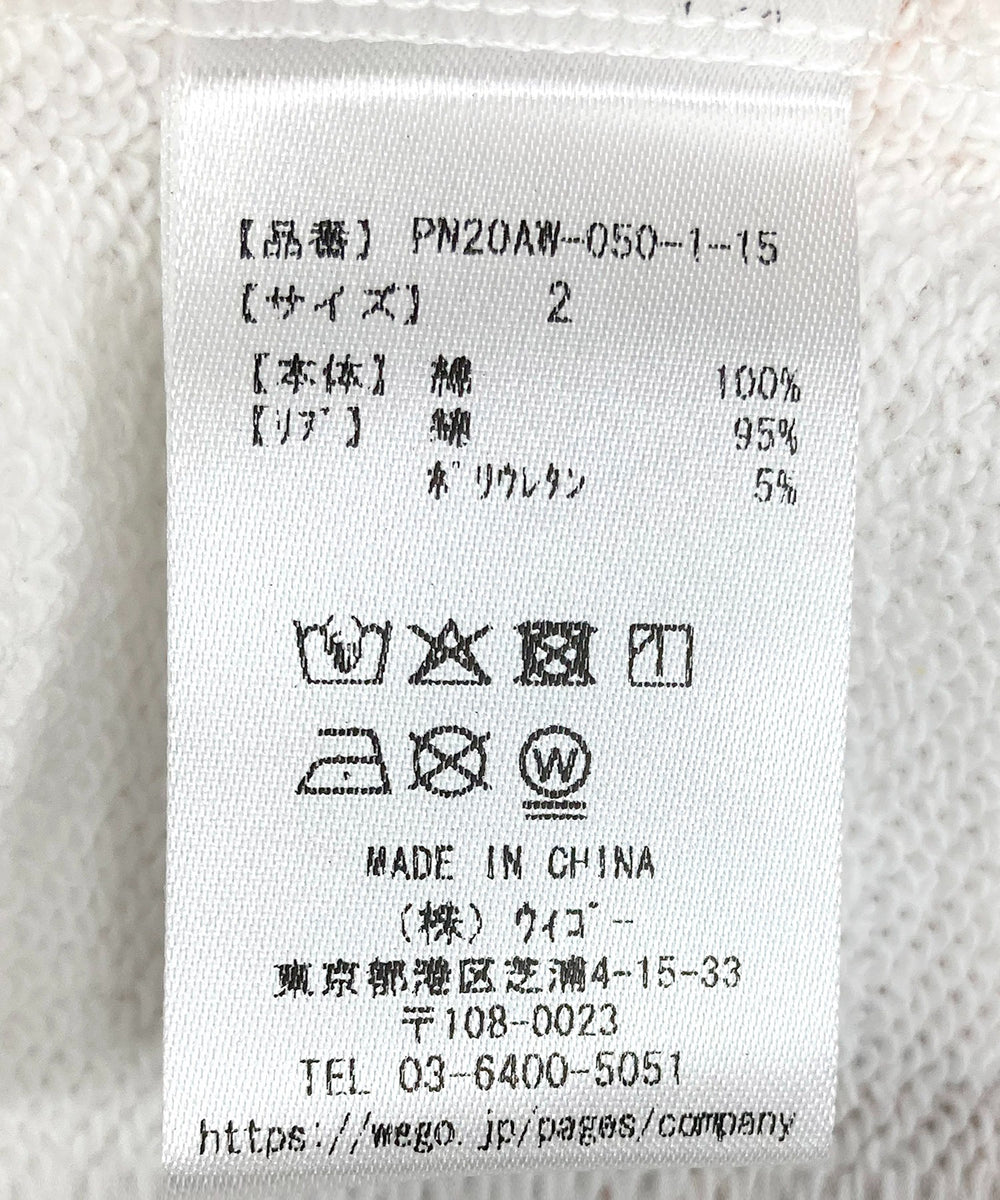 【品番】 PN20AW-050-1-15
【サイズ】 2
【本体】 綿 100%
【ﾘﾌﾞ】 綿 95%
ﾎﾟﾘｳﾚﾀﾝ 5%
W
MADE IN CHINA
(株) ｳｨｺﾞｰ
東京都港区芝浦4-15-33
〒108-0023
TEL 03-6400-5051
https://wego.jp/pages/company